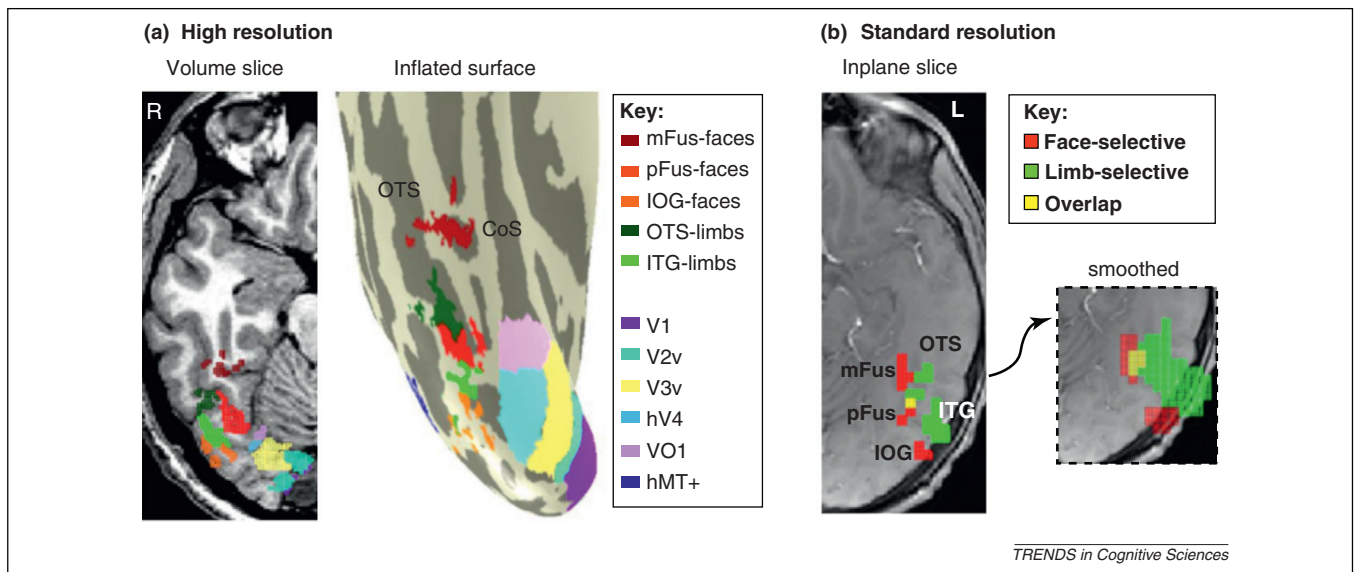 (a) High resolution
Volume slice
Inflated surface
R
OTS
CoS
Key:
mFus-faces
pFus-faces
IOG-faces
OTS-limbs
ITG-limbs
V1
V2v
V3v
hV4
VO1
hMT+
(b) Standard resolution
Inplane slice
L
OTS
mFus
pFus
ITG
IOG
Key:
Face-selective
Limb-selective
Overlap
smoothed
TRENDS in Cognitive Sciences